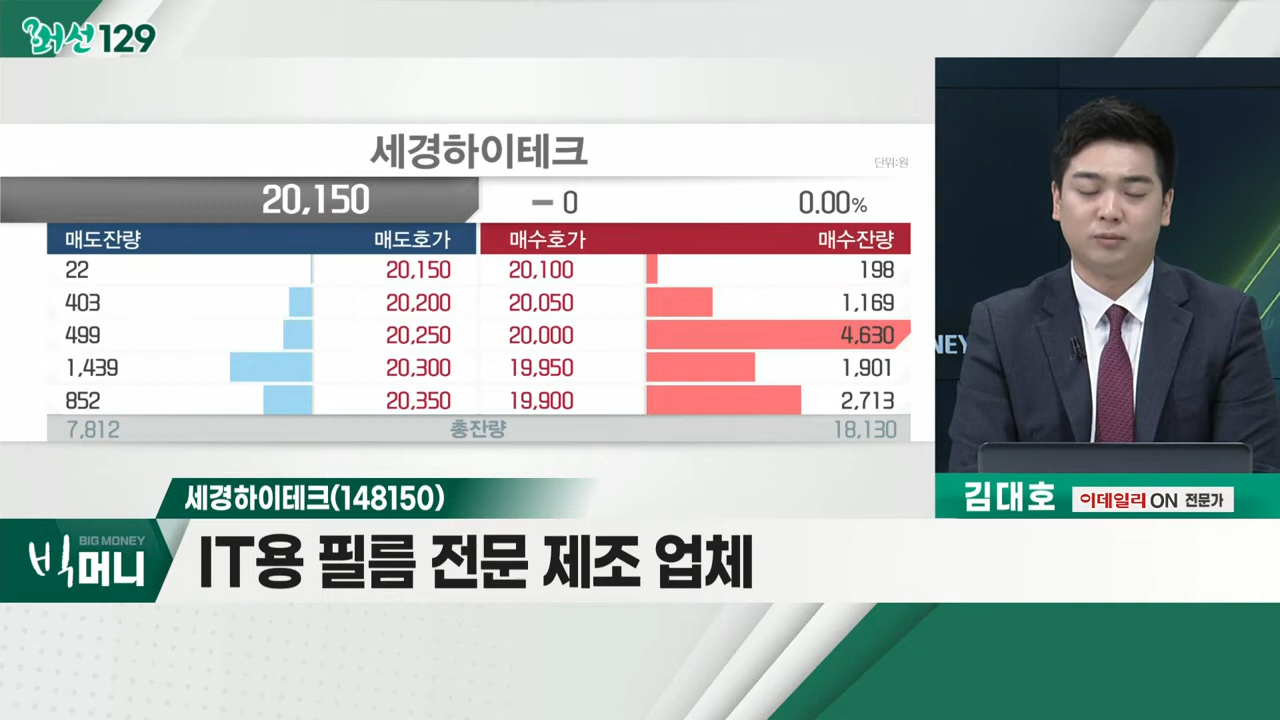 머선129
세경하이테크
단위:원
20,150 － 0 0.00%
매도잔량 매도호가 매수호가 매수잔량
22 20,150 20,100 198
403 20,200 20,050 1,169
499 20,250 20,000 4,630
1,439 20,300 19,950 1,901
852 20,350 19,900 2,713
7,812 총잔량 18,130
NEY
김대호 이데일리ON 전문가
세경하이테크(148150)
BIG MONEY
빅머니
IT용 필름 전문 제조 업체